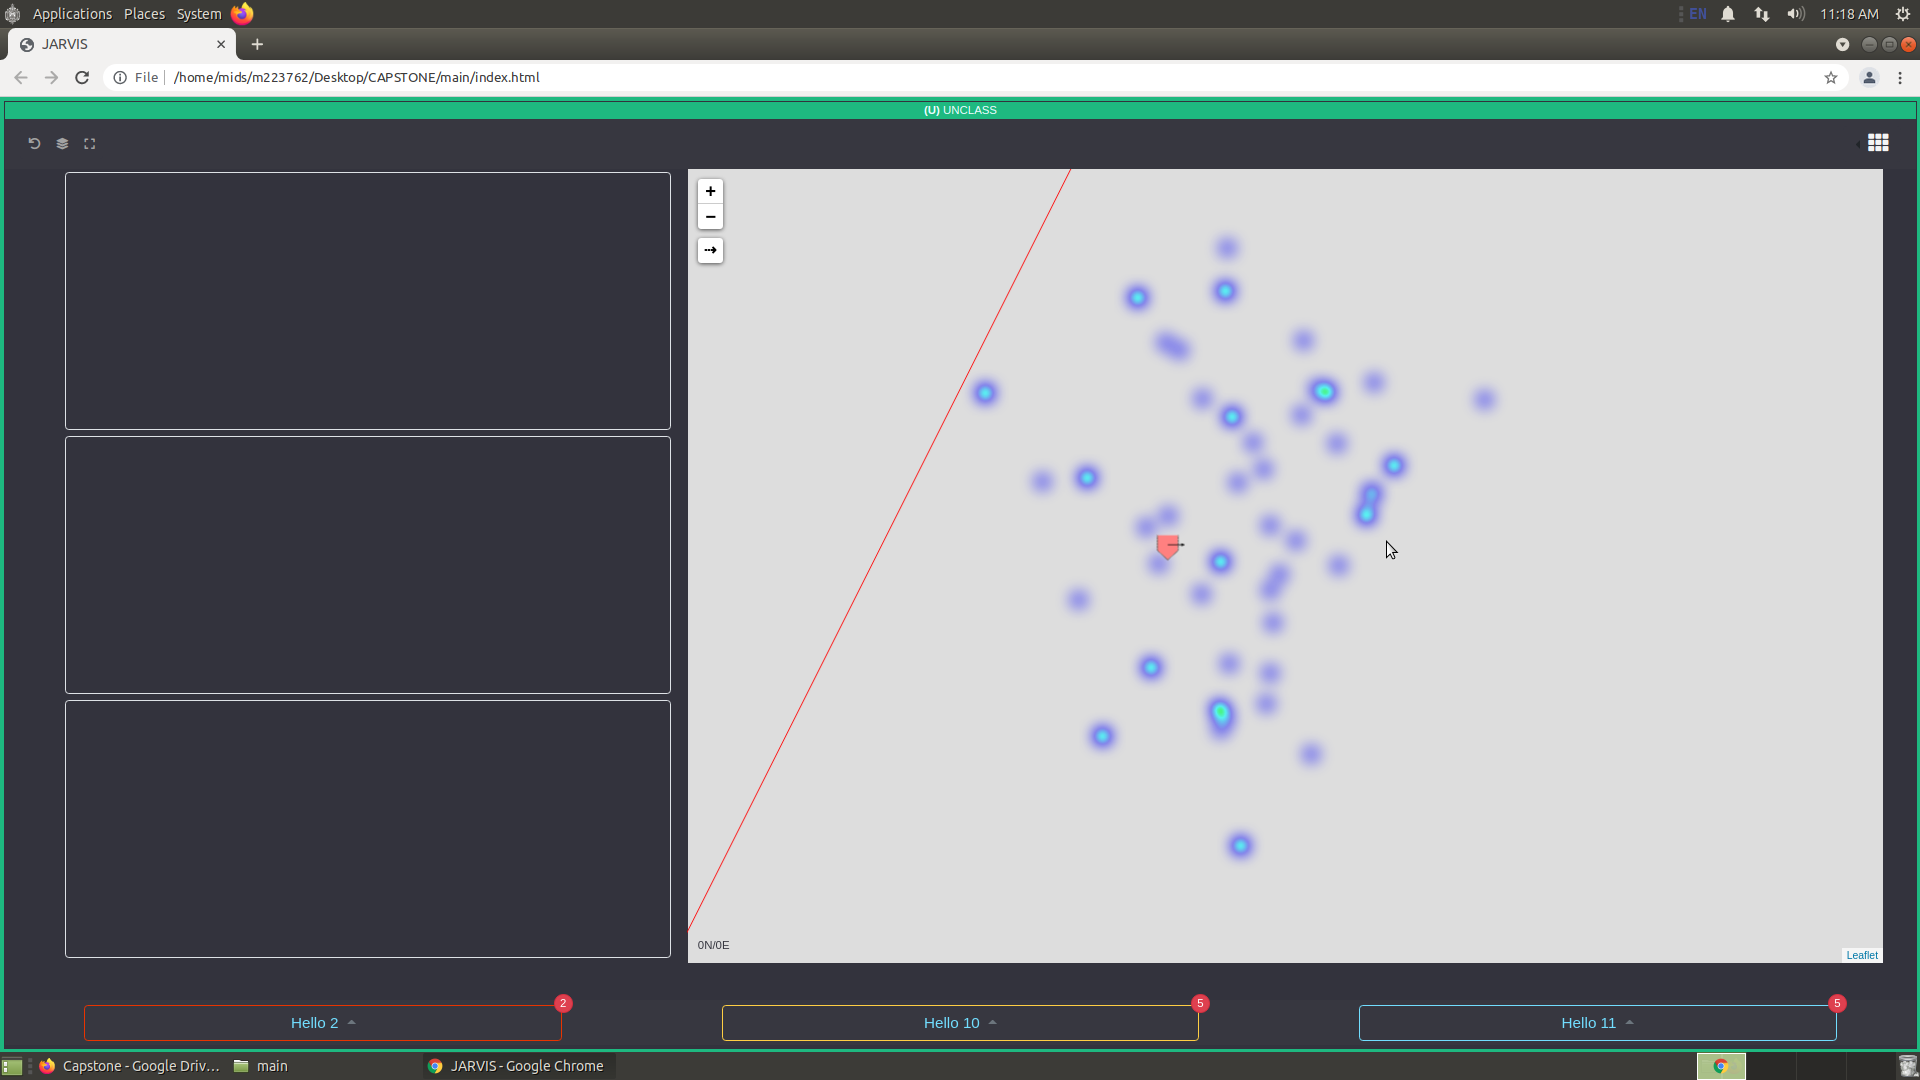 Applications Places System EN 11:18 AM
JARVIS
File /home/mids/m223762/Desktop/CAPSTONE/main/index.html
(U) UNCLASS
+
−
0N/0E
Leaflet
2
5
5
Hello 2
Hello 10
Hello 11
Capstone - Google Driv… main JARVIS - Google Chrome